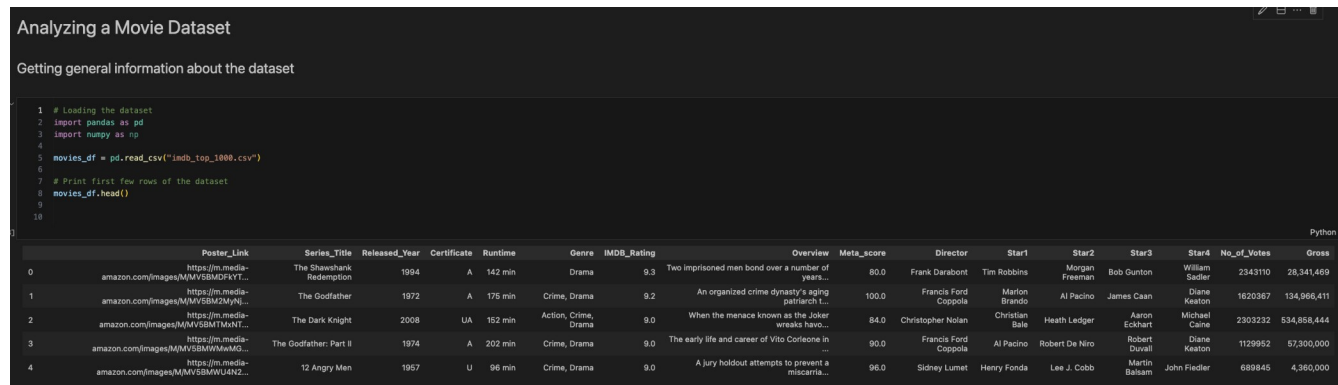 Analyzing a Movie Dataset
Getting general information about the dataset
1 # Loading the dataset
2 import pandas as pd
3 import numpy as np
4
5 movies_df = pd.read_csv("imdb_top_1000.csv")
6
7 # Print first few rows of the dataset
8 movies_df.head()
9
10
Python
Poster_Link Series_Title Released_Year Certificate Runtime Genre IMDB_Rating Overview Meta_score Director Star1 Star2 Star3 Star4 No_of_Votes Gross
0 https://m.media-amazon.com/images/M/MV5BMDFkYT... The Shawshank Redemption 1994 A 142 min Drama 9.3 Two imprisoned men bond over a number of years... 80.0 Frank Darabont Tim Robbins Morgan Freeman Bob Gunton William Sadler 2343110 28,341,469
1 https://m.media-amazon.com/images/M/MV5BM2MyNj... The Godfather 1972 A 175 min Crime, Drama 9.2 An organized crime dynasty's aging patriarch t... 100.0 Francis Ford Coppola Marlon Brando Al Pacino James Caan Diane Keaton 1620367 134,966,411
2 https://m.media-amazon.com/images/M/MV5BMTMxNT... The Dark Knight 2008 UA 152 min Action, Crime, Drama 9.0 When the menace known as the Joker wreaks havo... 84.0 Christopher Nolan Christian Bale Heath Ledger Aaron Eckhart Michael Caine 2303232 534,858,444
3 https://m.media-amazon.com/images/M/MV5BMWMwMG... The Godfather: Part II 1974 A 202 min Crime, Drama 9.0 The early life and career of Vito Corleone in ... 90.0 Francis Ford Coppola Al Pacino Robert De Niro Robert Duvall Diane Keaton 1129952 57,300,000
4 https://m.media-amazon.com/images/M/MV5BMWU4N2... 12 Angry Men 1957 U 96 min Crime, Drama 9.0 A jury holdout attempts to prevent a miscarria... 96.0 Sidney Lumet Henry Fonda Lee J. Cobb Martin Balsam John Fiedler 689845 4,360,000